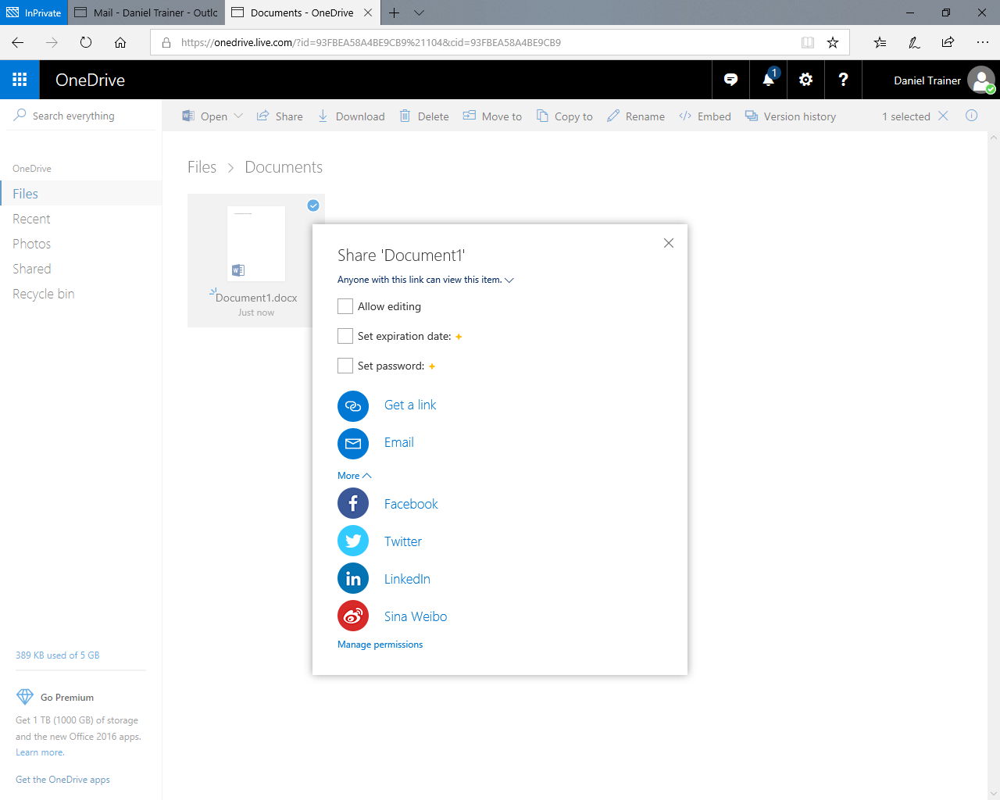 InPrivate
Mail - Daniel Trainer - Outlo
Documents - OneDrive
https://onedrive.live.com/?id=93FBEA58A4BE9CB9%21104&cid=93FBEA58A4BE9CB9
OneDrive
1
Daniel Trainer
Search everything
Open
Share
Download
Delete
Move to
Copy to
Rename
Embed
Version history
1 selected
OneDrive
Files
Recent
Photos
Shared
Recycle bin
Files > Documents
Document1.docx
Just now
Share 'Document1'
Anyone with this link can view this item.
Allow editing
Set expiration date:
Set password:
Get a link
Email
More
Facebook
Twitter
LinkedIn
Sina Weibo
Manage permissions
389 KB used of 5 GB
Go Premium
Get 1 TB (1000 GB) of storage
and the new Office 2016 apps.
Learn more.
Get the OneDrive apps